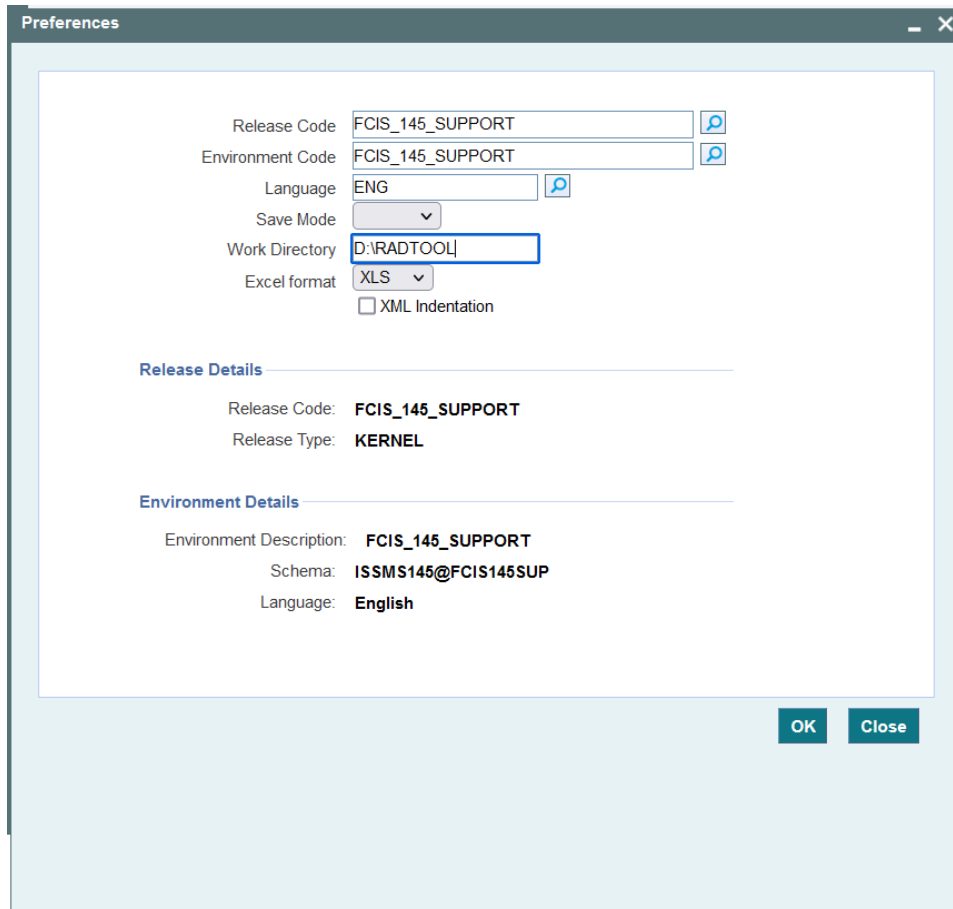 Preferences
Release Code FCIS_145_SUPPORT
Environment Code FCIS_145_SUPPORT
Language ENG
Save Mode
Work Directory D:\RADTOOL
Excel format XLS
XML Indentation
Release Details
Release Code: FCIS_145_SUPPORT
Release Type: KERNEL
Environment Details
Environment Description: FCIS_145_SUPPORT
Schema: ISSMS145@FCIS145SUP
Language: English
OK Close